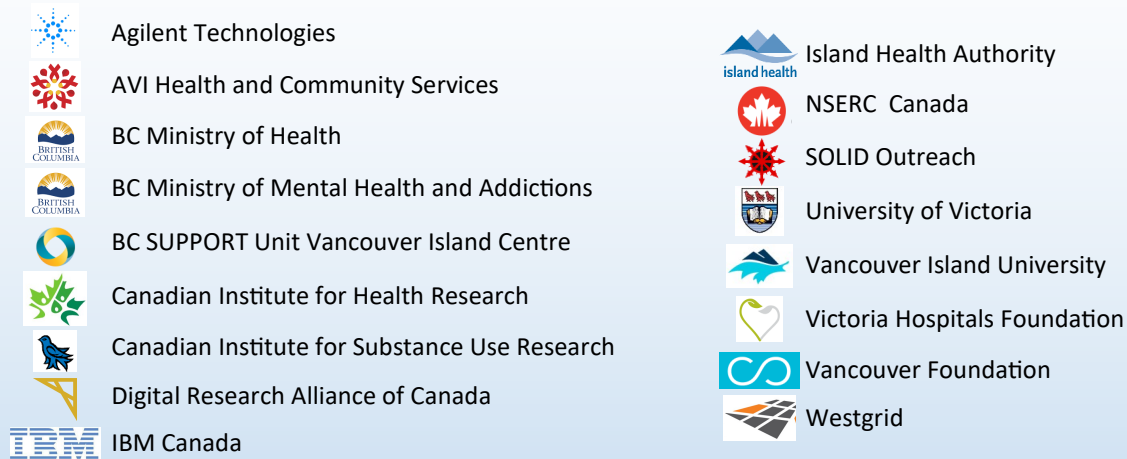 Agilent Technologies
AVI Health and Community Services
BRITISH
COLUMBIA
BC Ministry of Health
BRITISH
COLUMBIA
BC Ministry of Mental Health and Addictions
BC SUPPORT Unit Vancouver Island Centre
Canadian Institute for Health Research
Canadian Institute for Substance Use Research
Digital Research Alliance of Canada
IBM
IBM Canada
island health
Island Health Authority
NSERC Canada
SOLID Outreach
University of Victoria
Vancouver Island University
Victoria Hospitals Foundation
Vancouver Foundation
Westgrid